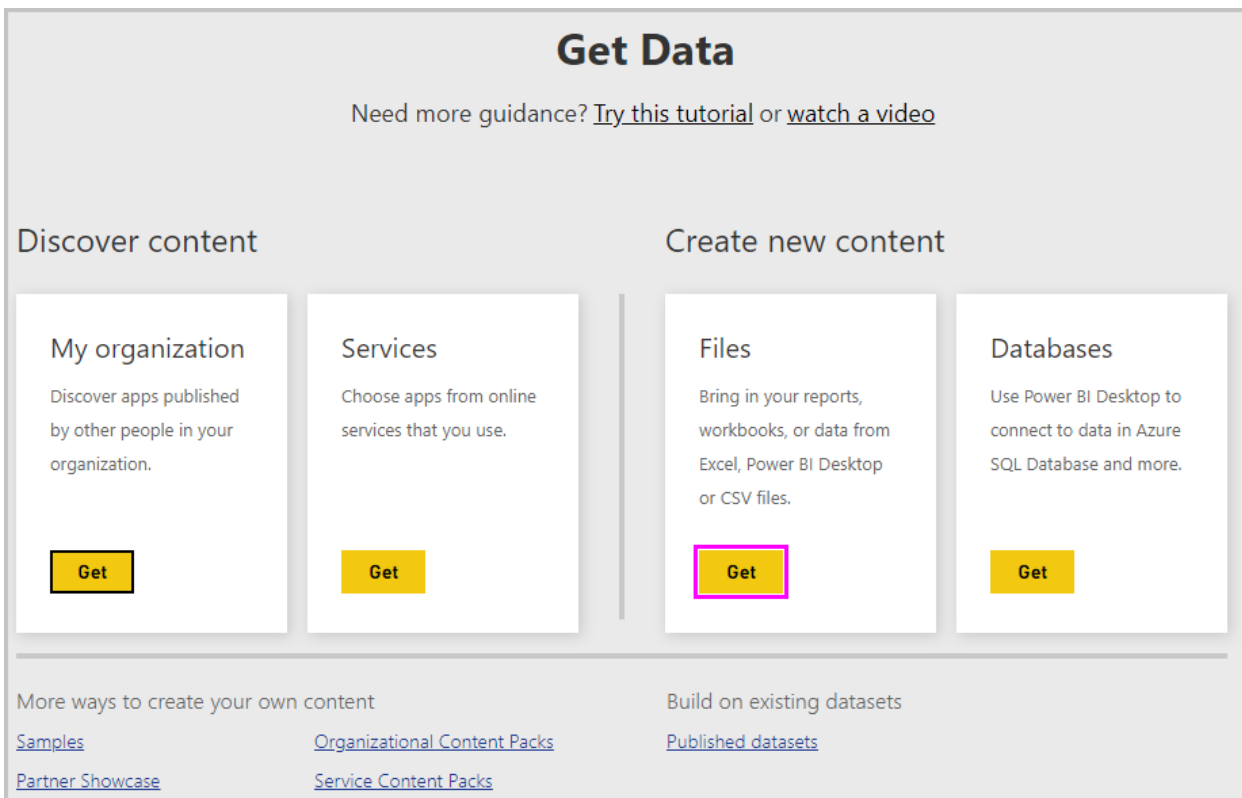 Get Data
Need more guidance? Try this tutorial or watch a video
Discover content
My organization
Discover apps published
by other people in your
organization.
Get
Services
Choose apps from online
services that you use.
Get
Create new content
Files
Bring in your reports,
workbooks, or data from
Excel, Power BI Desktop
or CSV files.
Get
Databases
Use Power BI Desktop to
connect to data in Azure
SQL Database and more.
Get
More ways to create your own content
Samples
Organizational Content Packs
Partner Showcase
Service Content Packs
Build on existing datasets
Published datasets